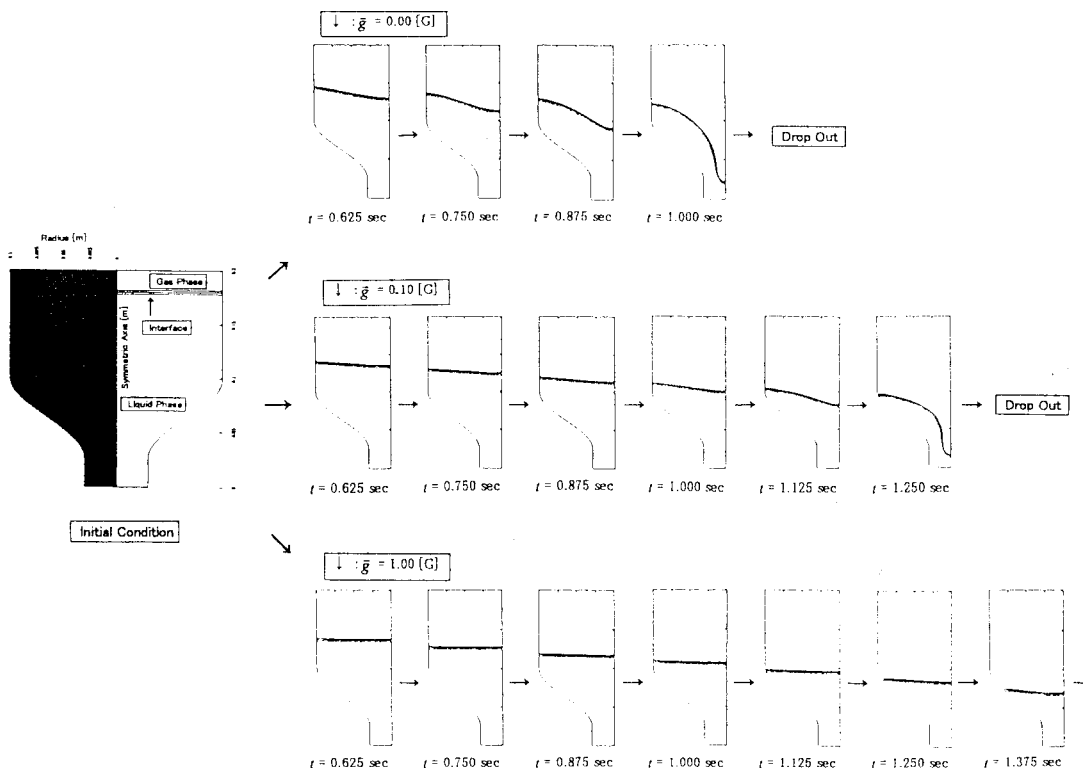 ↓ : ḡ = 0.00 [G]
t = 0.625 sec
t = 0.750 sec
t = 0.875 sec
t = 1.000 sec
Drop Out
Radius [m]
Gas Phase
Interface
Symmetric Axis [m]
Liquid Phase
Initial Condition
↓ : ḡ = 0.10 [G]
t = 0.625 sec
t = 0.750 sec
t = 0.875 sec
t = 1.000 sec
t = 1.125 sec
t = 1.250 sec
Drop Out
↓ : ḡ = 1.00 [G]
t = 0.625 sec
t = 0.750 sec
t = 0.875 sec
t = 1.000 sec
t = 1.125 sec
t = 1.250 sec
t = 1.375 sec